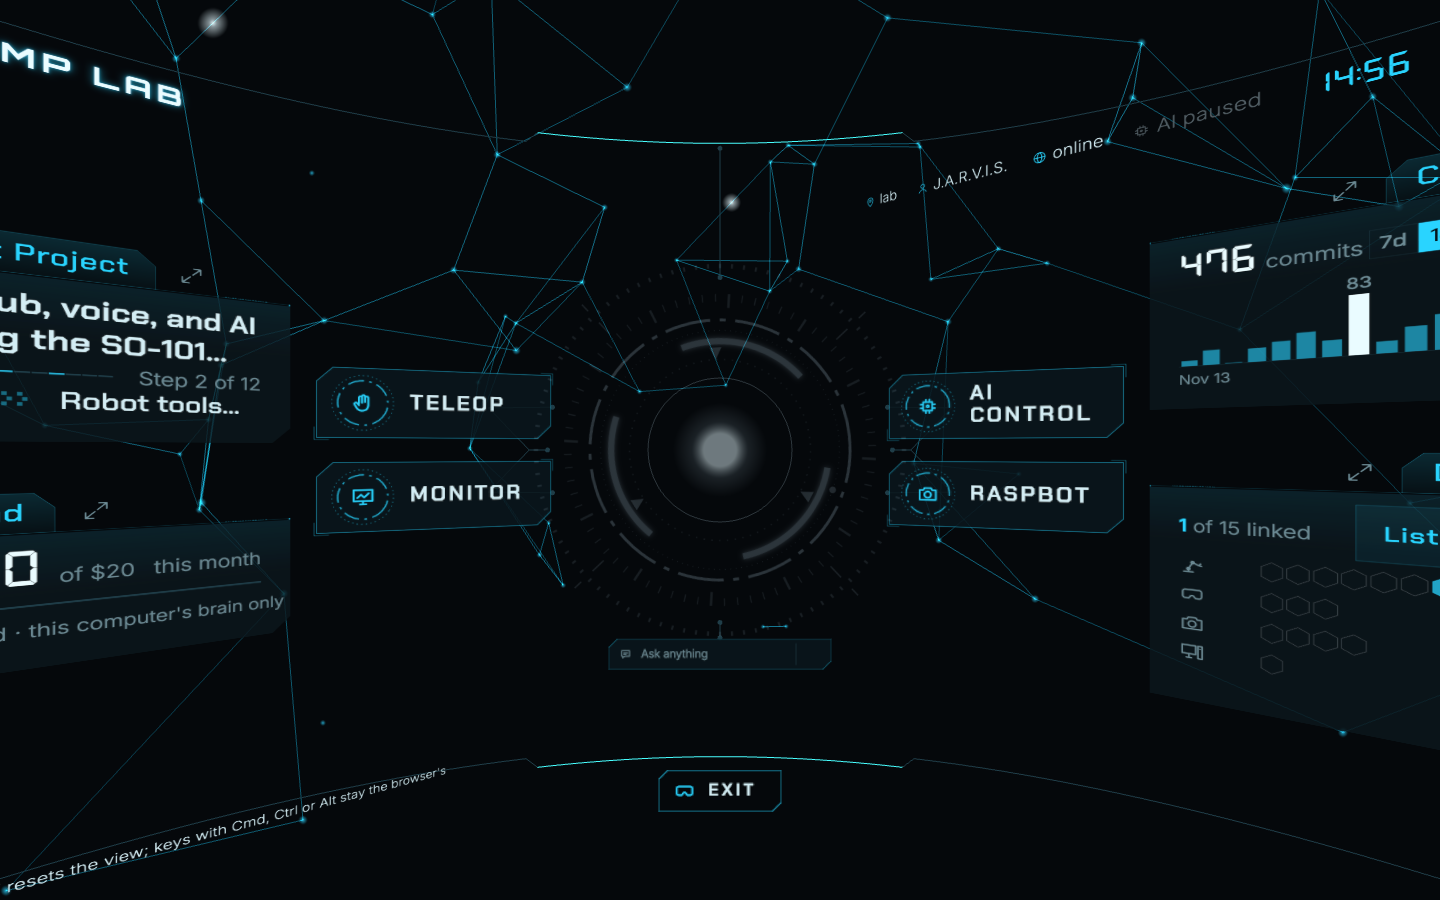 MP LAB
14:56
lab
J.A.R.V.I.S.
online
AI paused
Project
ub, voice, and AI
g the SO-101...
Step 2 of 12
Robot tools...
476 commits
7d
1
83
Nov 13
TELEOP
MONITOR
AI
CONTROL
RASPBOT
d
0 of $20 this month
d · this computer's brain only
1 of 15 linked
List
Ask anything
EXIT
resets the view; keys with Cmd, Ctrl or Alt stay the browser's